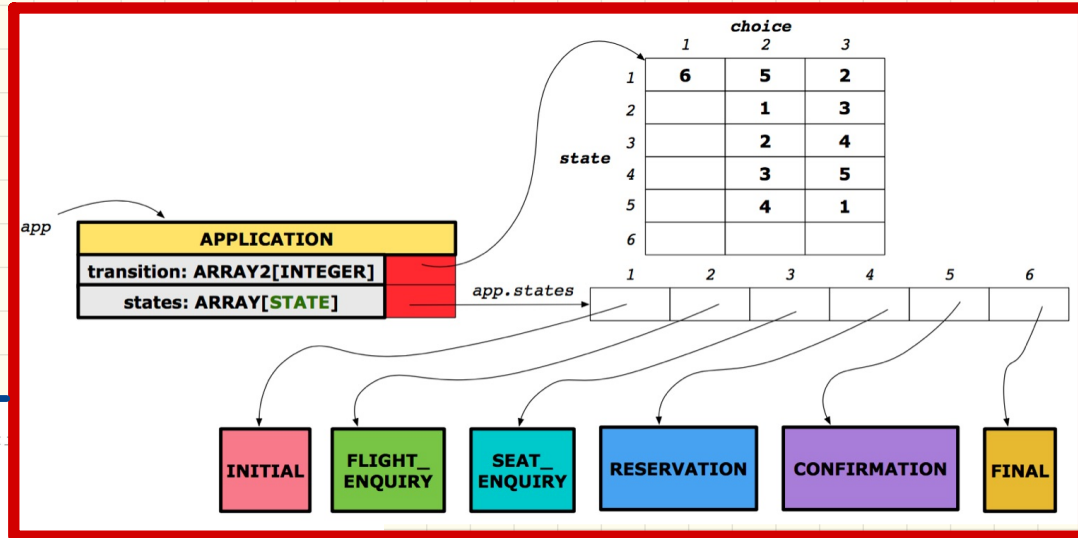 choice
1 2 3
1 6 5 2
2 1 3
3 2 4
state
4 3 5
5 4 1
6
app
APPLICATION
transition: ARRAY2[INTEGER]
states: ARRAY[STATE]
app.states
1 2 3 4 5 6
INITIAL
FLIGHT_
ENQUIRY
SEAT_
ENQUIRY
RESERVATION
CONFIRMATION
FINAL